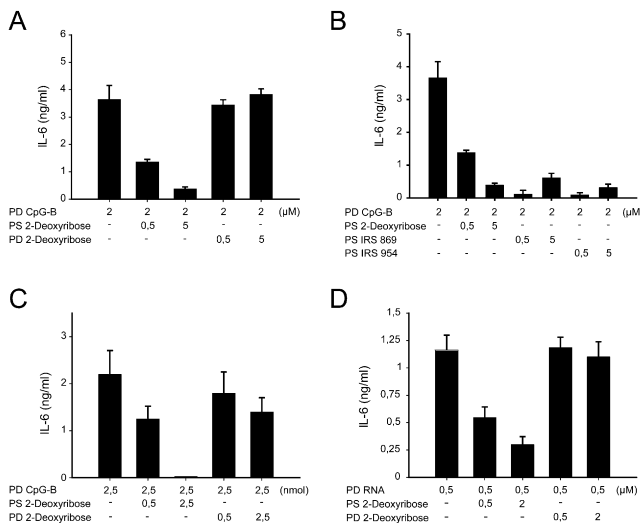 A
IL-6 (ng/ml)
6
5
4
3
2
1
0
PD CpG-B 2 2 2 2 2 (µM)
PS 2-Deoxyribose - 0,5 5 - -
PD 2-Deoxyribose - - - 0,5 5
B
IL-6 (ng/ml)
5
4
3
2
1
0
PD CpG-B 2 2 2 2 2 2 2 (µM
PS 2-Deoxyribose - 0,5 5 - - - -
PS IRS 869 - - - 0,5 5 - -
PS IRS 954 - - - - - 0,5 5
C
IL-6 (ng/ml)
3
2
1
0
PD CpG-B 2,5 2,5 2,5 2,5 2,5 (nmol)
PS 2-Deoxyribose - 0,5 2,5 - -
PD 2-Deoxyribose - - - 0,5 2,5
D
IL-6 (ng/ml)
1,5
1,25
1
0,75
0,5
0,25
0
PD RNA 0,5 0,5 0,5 0,5 0,5 (µM)
PS 2-Deoxyribose - 0,5 2 - -
PD 2-Deoxyribose - - - 0,5 2